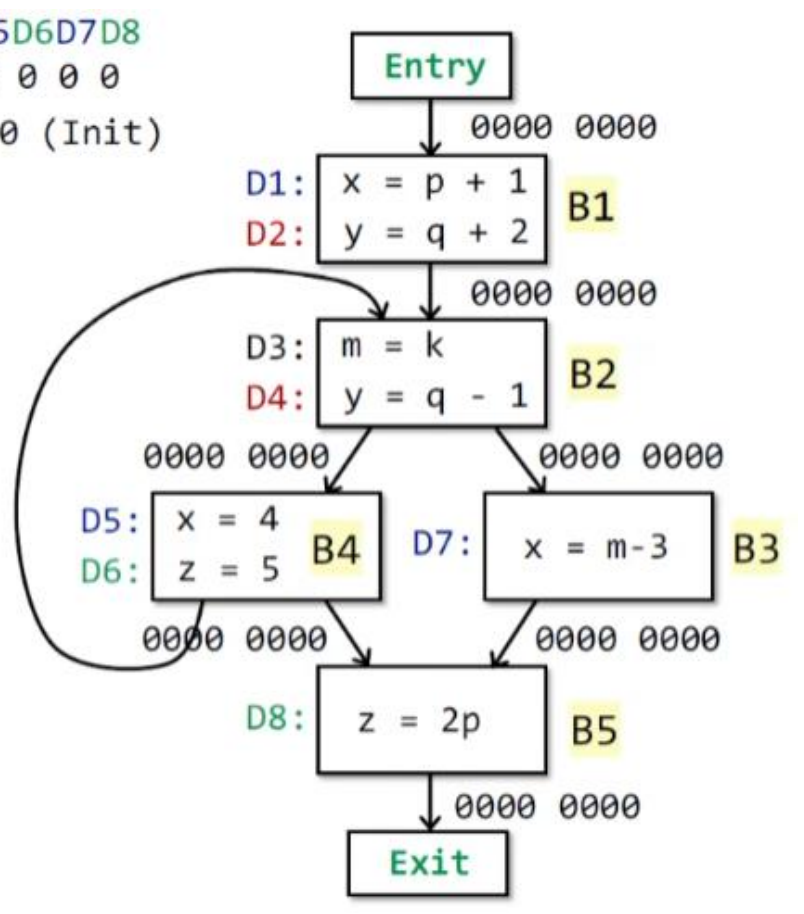 5D6D7D8
0 0 0
0 (Init)
Entry
0000 0000
D1: x = p + 1
D2: y = q + 2
B1
0000 0000
D3: m = k
D4: y = q - 1
B2
0000 0000 0000 0000
D5: x = 4
D6: z = 5
B4
D7: x = m-3
B3
0000 0000 0000 0000
D8: z = 2p
B5
0000 0000
Exit